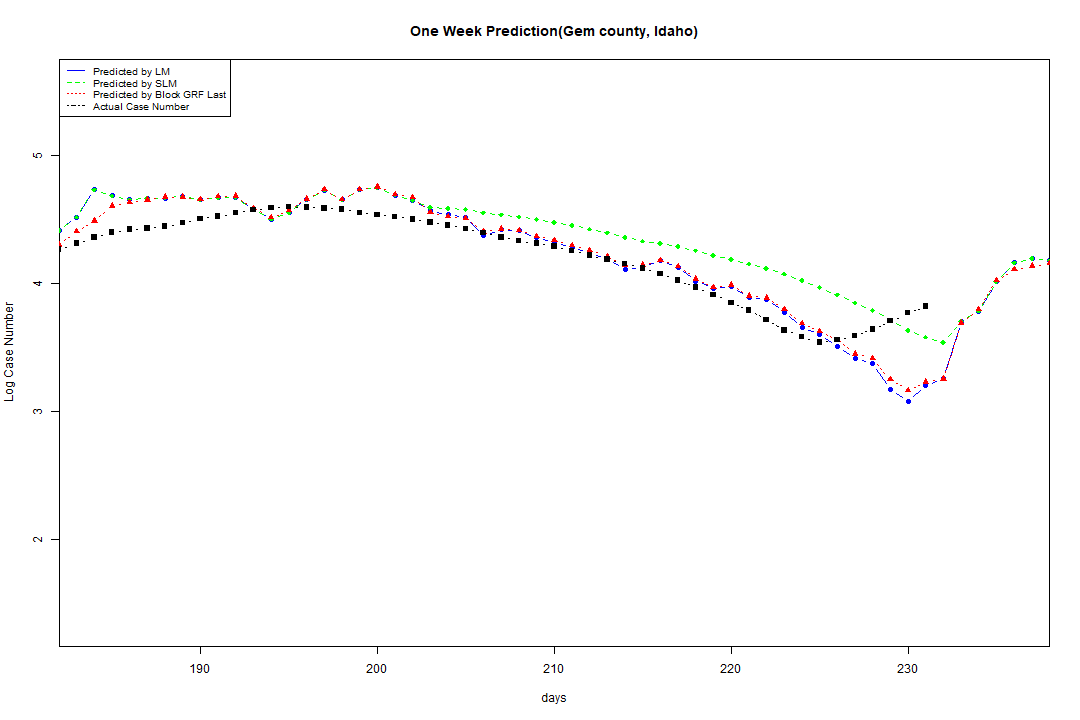 One Week Prediction(Gem county, Idaho)
Predicted by LM
Predicted by SLM
Predicted by Block GRF Last
Actual Case Number
5
4
3
2
Log Case Number
190 200 210 220 230
days